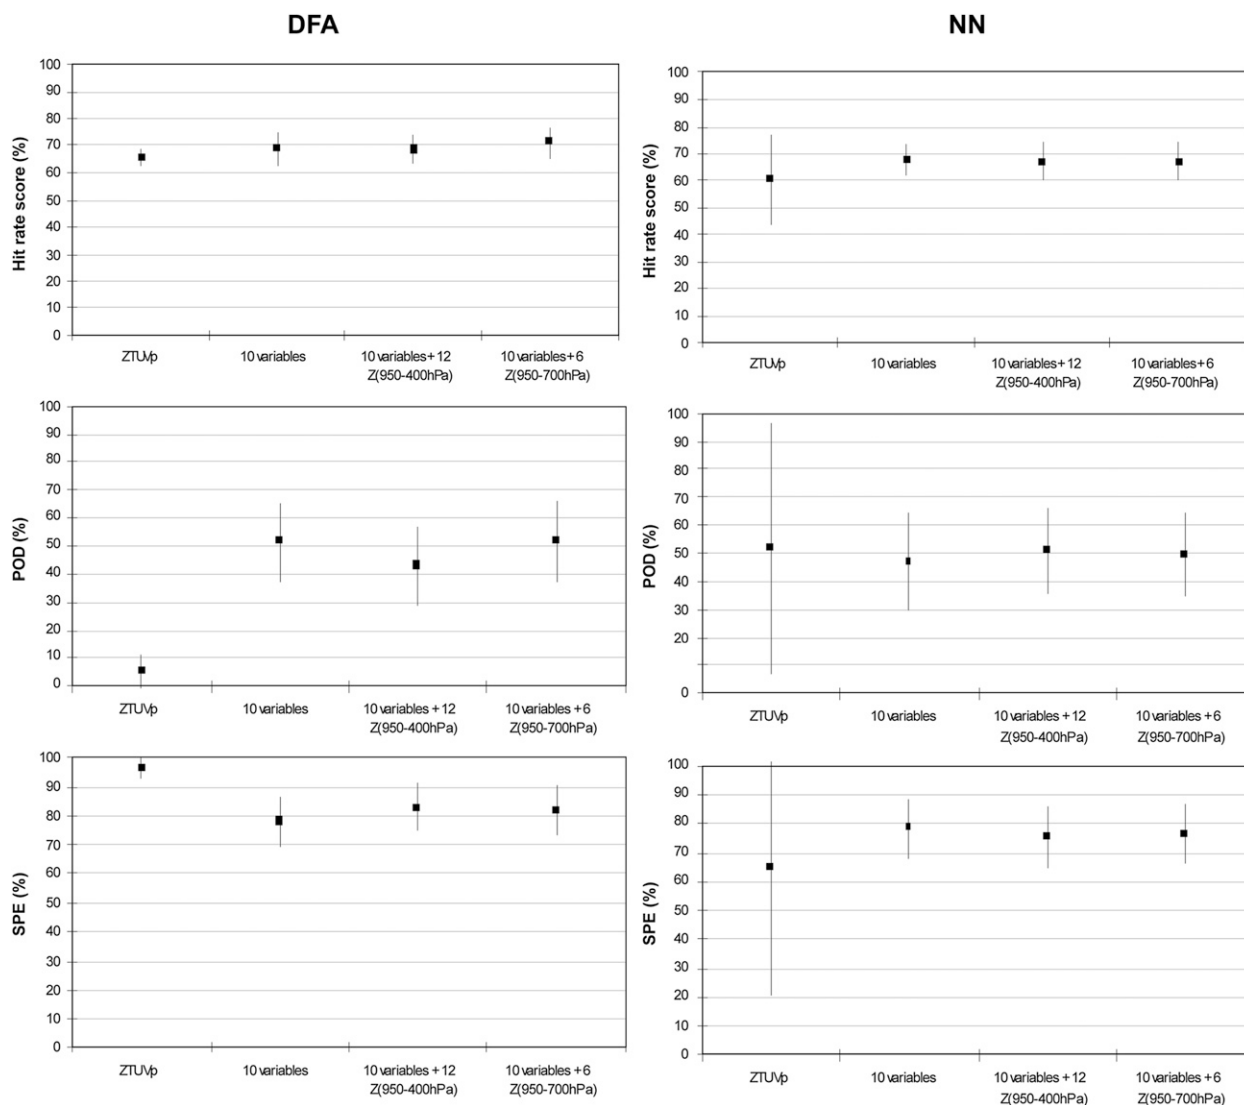 DFA
NN
Hit rate score (%)
100
90
80
70
60
50
40
30
20
10
0
ZTUVp
10 variables
10 variables + 12
Z(950-400hPa)
10 variables + 6
Z(950-700hPa)
Hit rate score (%)
100
90
80
70
60
50
40
30
20
10
0
ZTUVp
10 variables
10 variables + 12
Z(950-400hPa)
10 variables + 6
Z(950-700hPa)
POD (%)
100
90
80
70
60
50
40
30
20
10
0
ZTUVp
10 variables
10 variables + 12
Z(950-400hPa)
10 variables + 6
Z(950-700hPa)
POD (%)
100
90
80
70
60
50
40
30
20
10
0
ZTUVp
10 variables
10 variables + 12
Z(950-400hPa)
10 variables + 6
Z(950-700hPa)
SPE (%)
100
90
80
70
60
50
40
30
20
10
0
ZTUVp
10 variables
10 variables + 12
Z(950-400hPa)
10 variables + 6
Z(950-700hPa)
SPE (%)
100
90
80
70
60
50
40
30
20
10
0
ZTUVp
10 variables
10 variables + 12
Z(950-400hPa)
10 variables + 6
Z(950-700hPa)